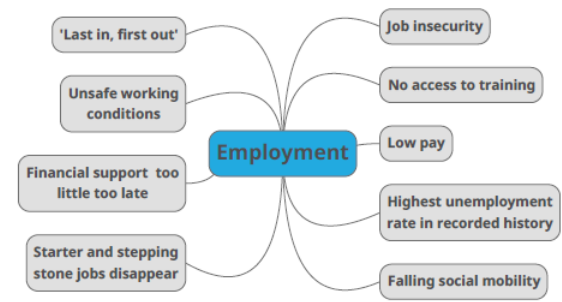 'Last in, first out'
Unsafe working
conditions
Financial support too
little too late
Starter and stepping
stone jobs disappear
Employment
Job insecurity
No access to training
Low pay
Highest unemployment
rate in recorded history
Falling social mobility